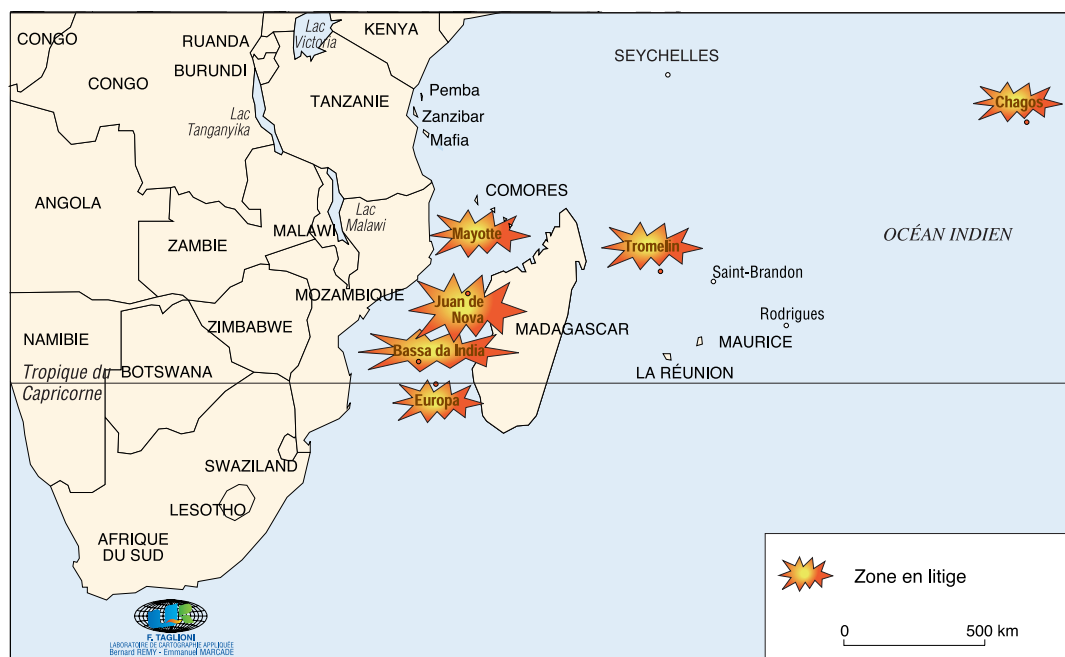 CONGO
RUANDA
Lac
Victoria
KENYA
SEYCHELLES
BURUNDI
CONGO
TANZANIE
Pemba
Chagos
Lac
Tanganyika
Zanzibar
Mafia
ANGOLA
COMORES
Lac
Malawi
MALAWI
ZAMBIE
Mayotte
Tromelin
OCÉAN INDIEN
Saint-Brandon
MOZAMBIQUE
Juan de
Nova
Rodrigues
NAMIBIE
ZIMBABWE
MADAGASCAR
MAURICE
Bassa da India
Tropique du
Capricorne
BOTSWANA
LA RÉUNION
Europa
SWAZILAND
LESOTHO
AFRIQUE
DU SUD
Zone en litige
0 500 km
F. TAGLIONI
LABORATOIRE DE CARTOGRAPHIE APPLIQUÉE
Bernard REMY - Emmanuel MARCADE